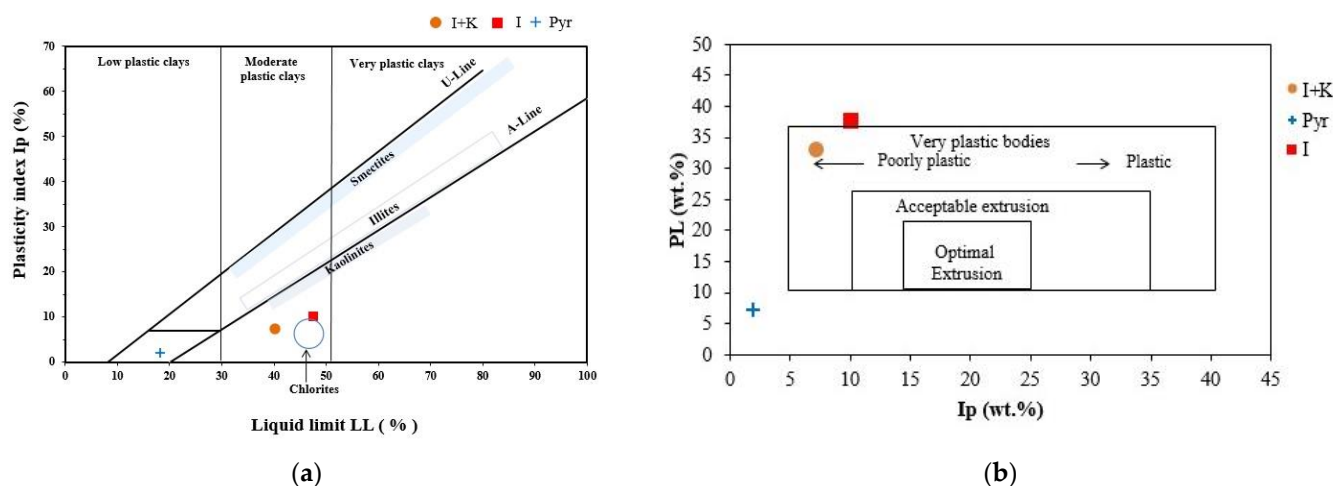 I+K I Pyr
Low plastic clays
Moderate
plastic clays
Very plastic clays
U-Line
A-Line
Smectites
Illites
Kaolinites
Chlorites
Plasticity index Ip (%)
70
60
50
40
30
20
10
0
0 10 20 30 40 50 60 70 80 90 100
Liquid limit LL ( % )
(a)
I+K
Pyr
I
Very plastic bodies
Poorly plastic
Plastic
Acceptable extrusion
Optimal
Extrusion
PL (wt.%)
50
45
40
35
30
25
20
15
10
5
0
0 5 10 15 20 25 30 35 40 45
Ip (wt.%)
(b)